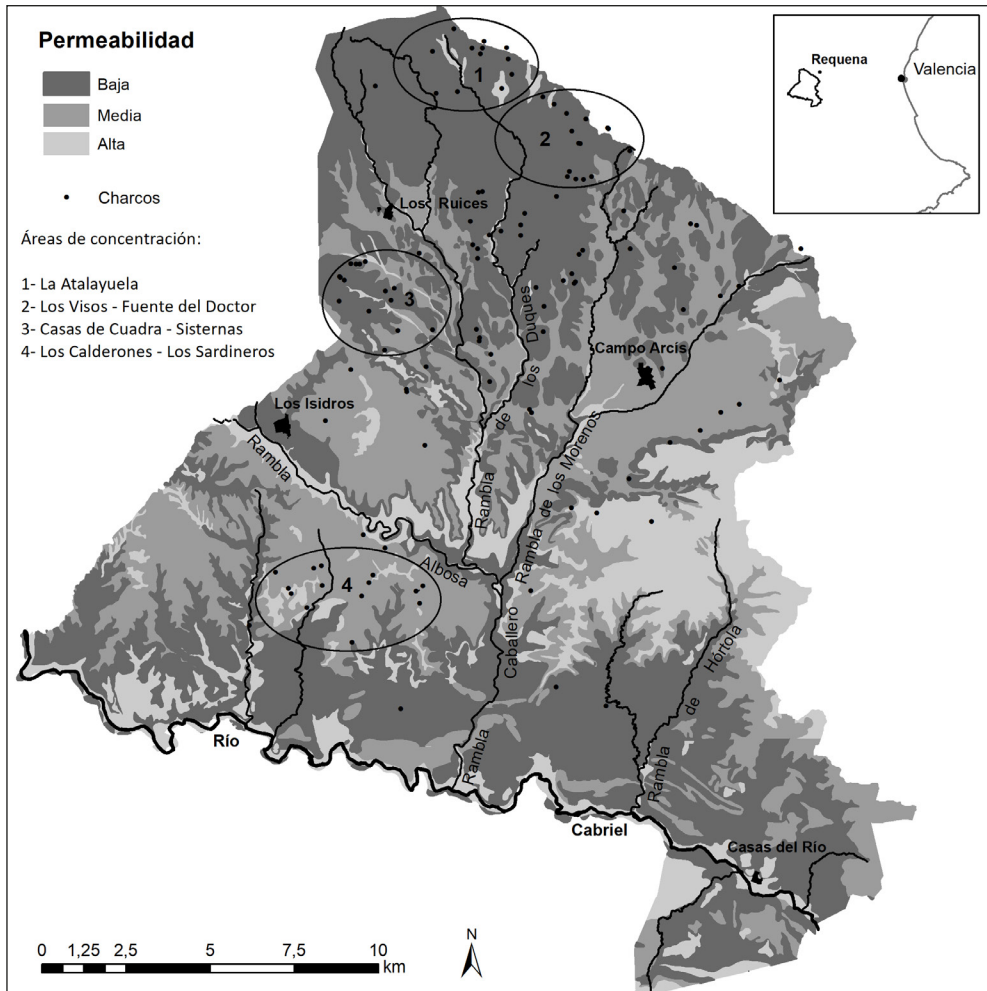 Permeabilidad
Baja
Media
Alta
Charcos
Áreas de concentración:
1- La Atalayuela
2- Los Visos - Fuente del Doctor
3- Casas de Cuadra - Sisternas
4- Los Calderones - Los Sardineros
Requena
Valencia
1
2
Los Ruices
3
Rambla de los Duques
Campo Arcís
Los Isidros
Rambla Albosa
Rambla de los Morenos
4
Rambla Caballero
Rambla de Hórtola
Río Cabriel
Casas del Río
0 1,25 2,5 5 7,5 10
km
N